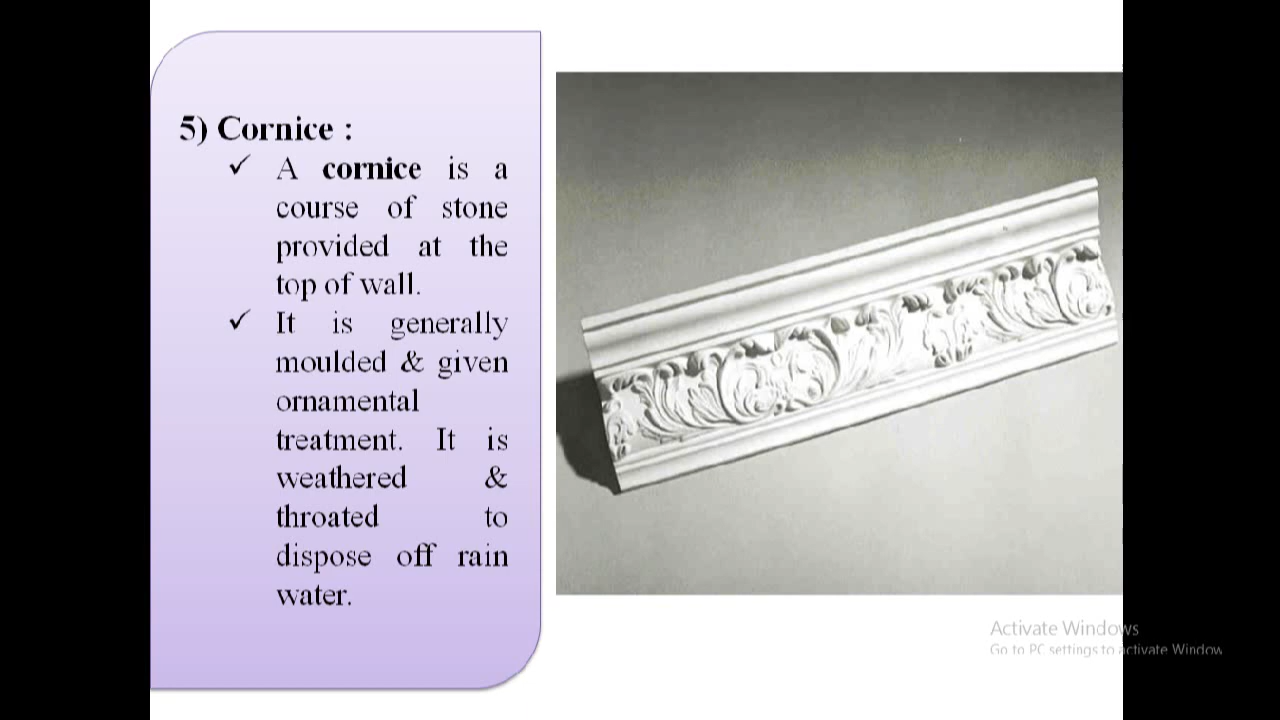 5) Cornice :
✓ A cornice is a
course of stone
provided at the
top of wall.
✓ It is generally
moulded & given
ornamental
treatment. It is
weathered &
throated to
dispose off rain
water.
Activate Windows
Go to PC settings to activate Window